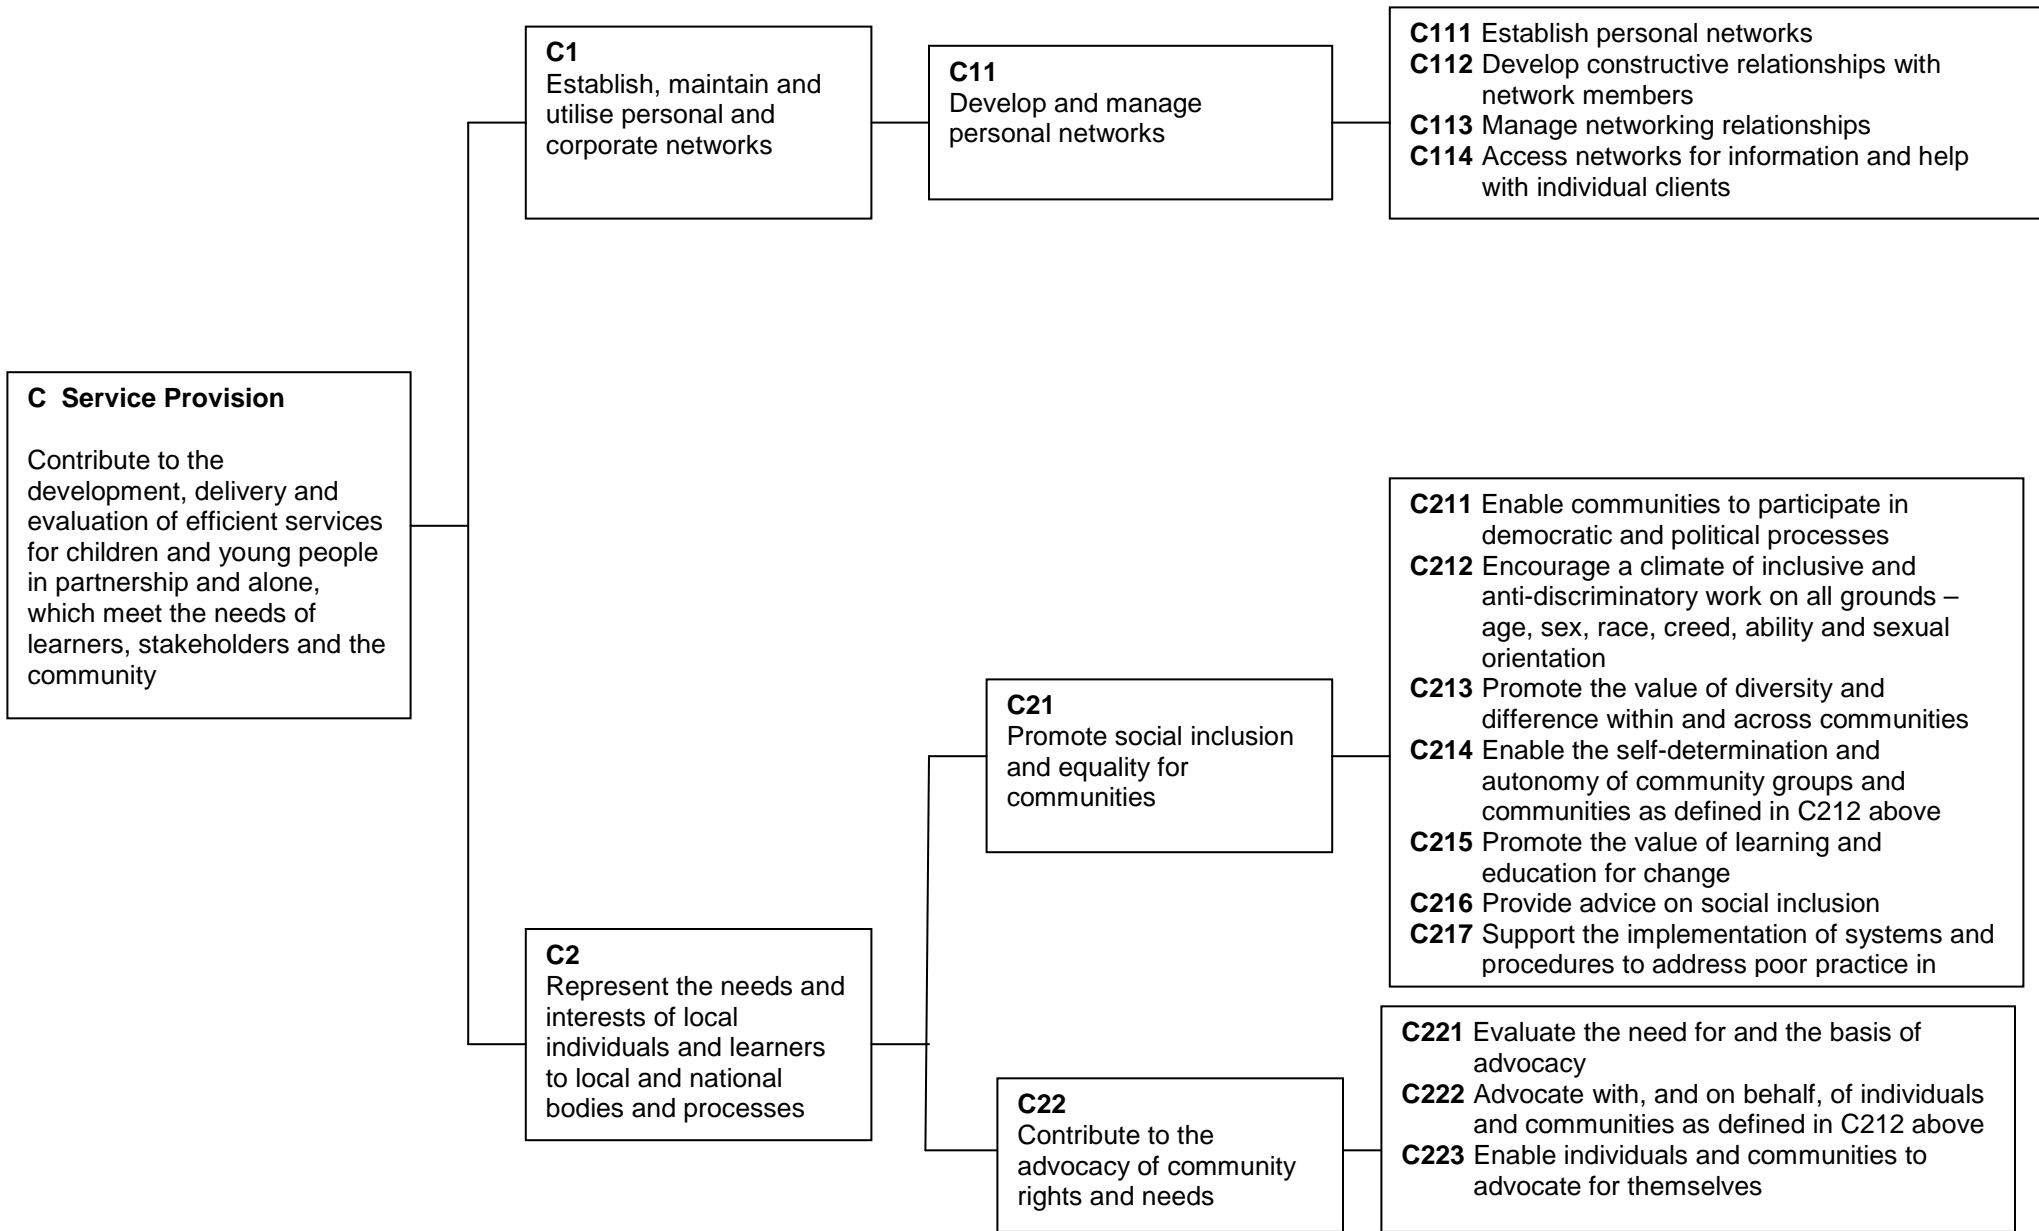 C Service Provision
Contribute to the
development, delivery and
evaluation of efficient services
for children and young people
in partnership and alone,
which meet the needs of
learners, stakeholders and the
community
C1
Establish, maintain and
utilise personal and
corporate networks
C11
Develop and manage
personal networks
C111 Establish personal networks
C112 Develop constructive relationships with
network members
C113 Manage networking relationships
C114 Access networks for information and help
with individual clients
C2
Represent the needs and
interests of local
individuals and learners
to local and national
bodies and processes
C21
Promote social inclusion
and equality for
communities
C211 Enable communities to participate in
democratic and political processes
C212 Encourage a climate of inclusive and
anti-discriminatory work on all grounds –
age, sex, race, creed, ability and sexual
orientation
C213 Promote the value of diversity and
difference within and across communities
C214 Enable the self-determination and
autonomy of community groups and
communities as defined in C212 above
C215 Promote the value of learning and
education for change
C216 Provide advice on social inclusion
C217 Support the implementation of systems and
procedures to address poor practice in
C22
Contribute to the
advocacy of community
rights and needs
C221 Evaluate the need for and the basis of
advocacy
C222 Advocate with, and on behalf, of individuals
and communities as defined in C212 above
C223 Enable individuals and communities to
advocate for themselves